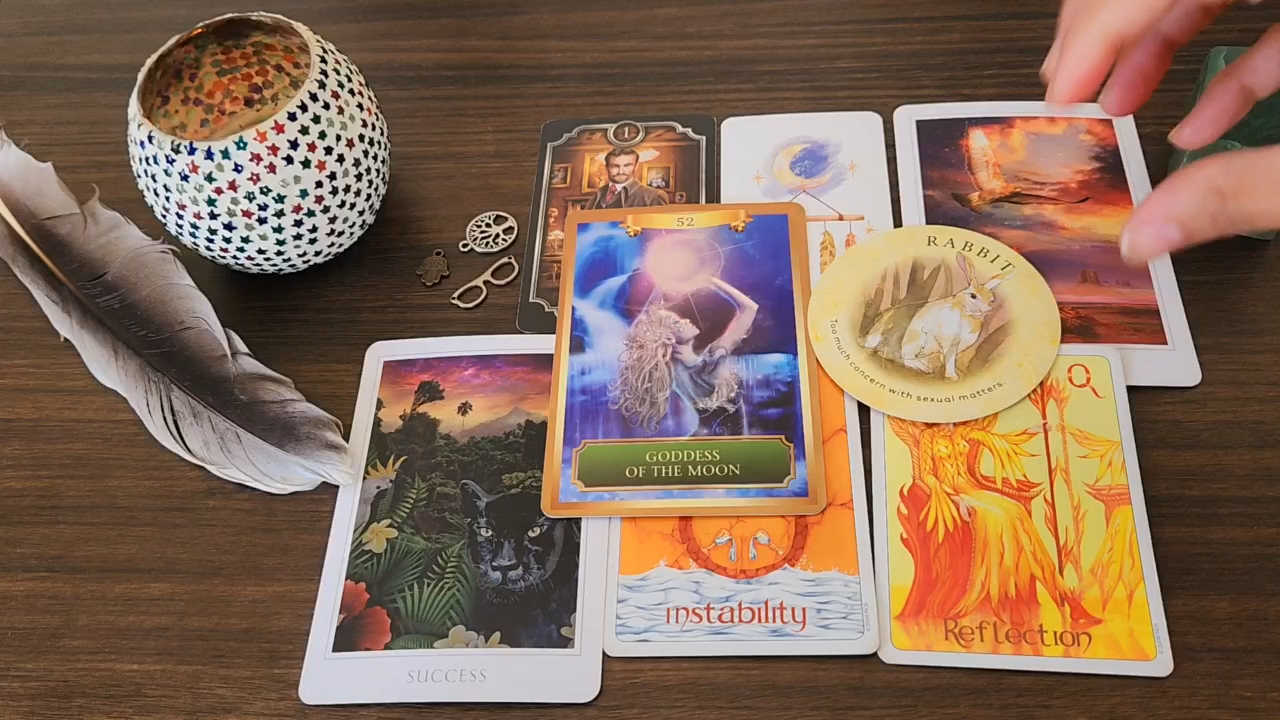 1
52
GODDESS
OF THE MOON
RABBIT
Too much concern with sexual matters.
Q
SUCCESS
Instability
Reflection